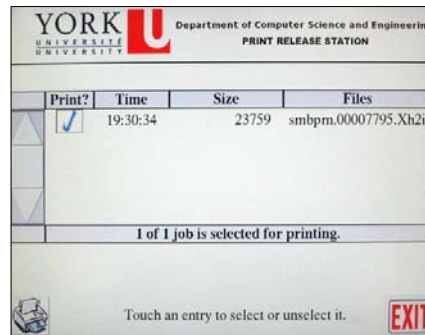 YORK U
UNIVERSITÉ
UNIVERSITY
Department of Computer Science and Engineerin
PRINT RELEASE STATION
Print? Time Size Files
19:30:34 23759 smbprn.00007795.Xh2i
1 of 1 job is selected for printing.
Touch an entry to select or unselect it.
EXIT